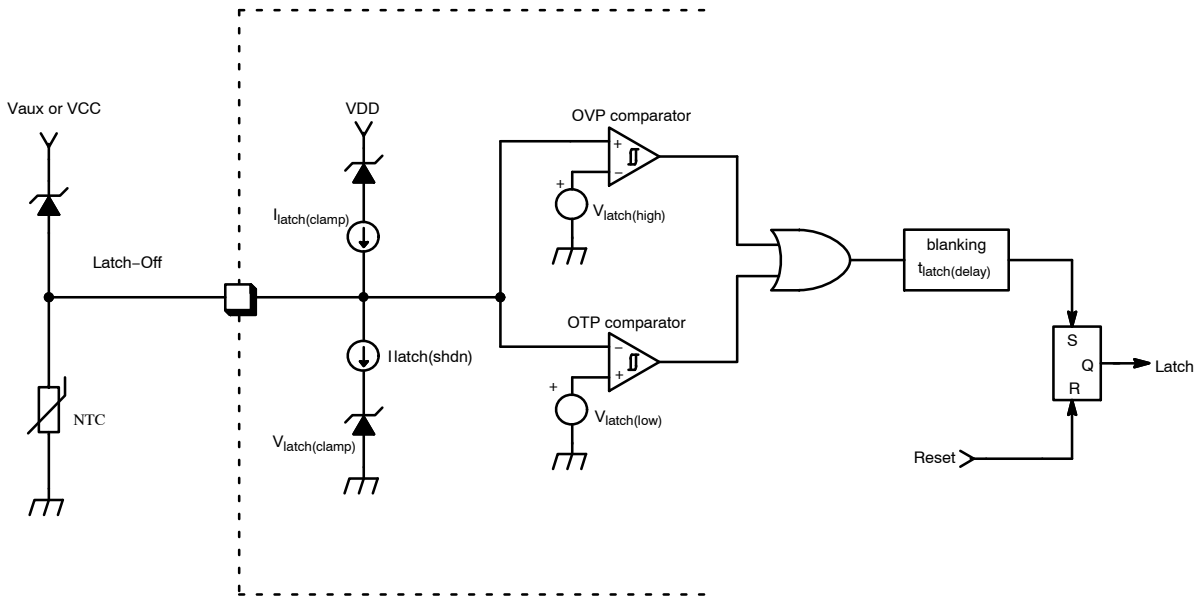 Vaux or VCC
VDD
OVP comparator
+
−
+
Vlatch(high)
Ilatch(clamp)
Latch−Off
blanking
tlatch(delay)
OTP comparator
−
+
+
Vlatch(low)
I latch(shdn)
S
Q
R
Latch
NTC
Vlatch(clamp)
Reset